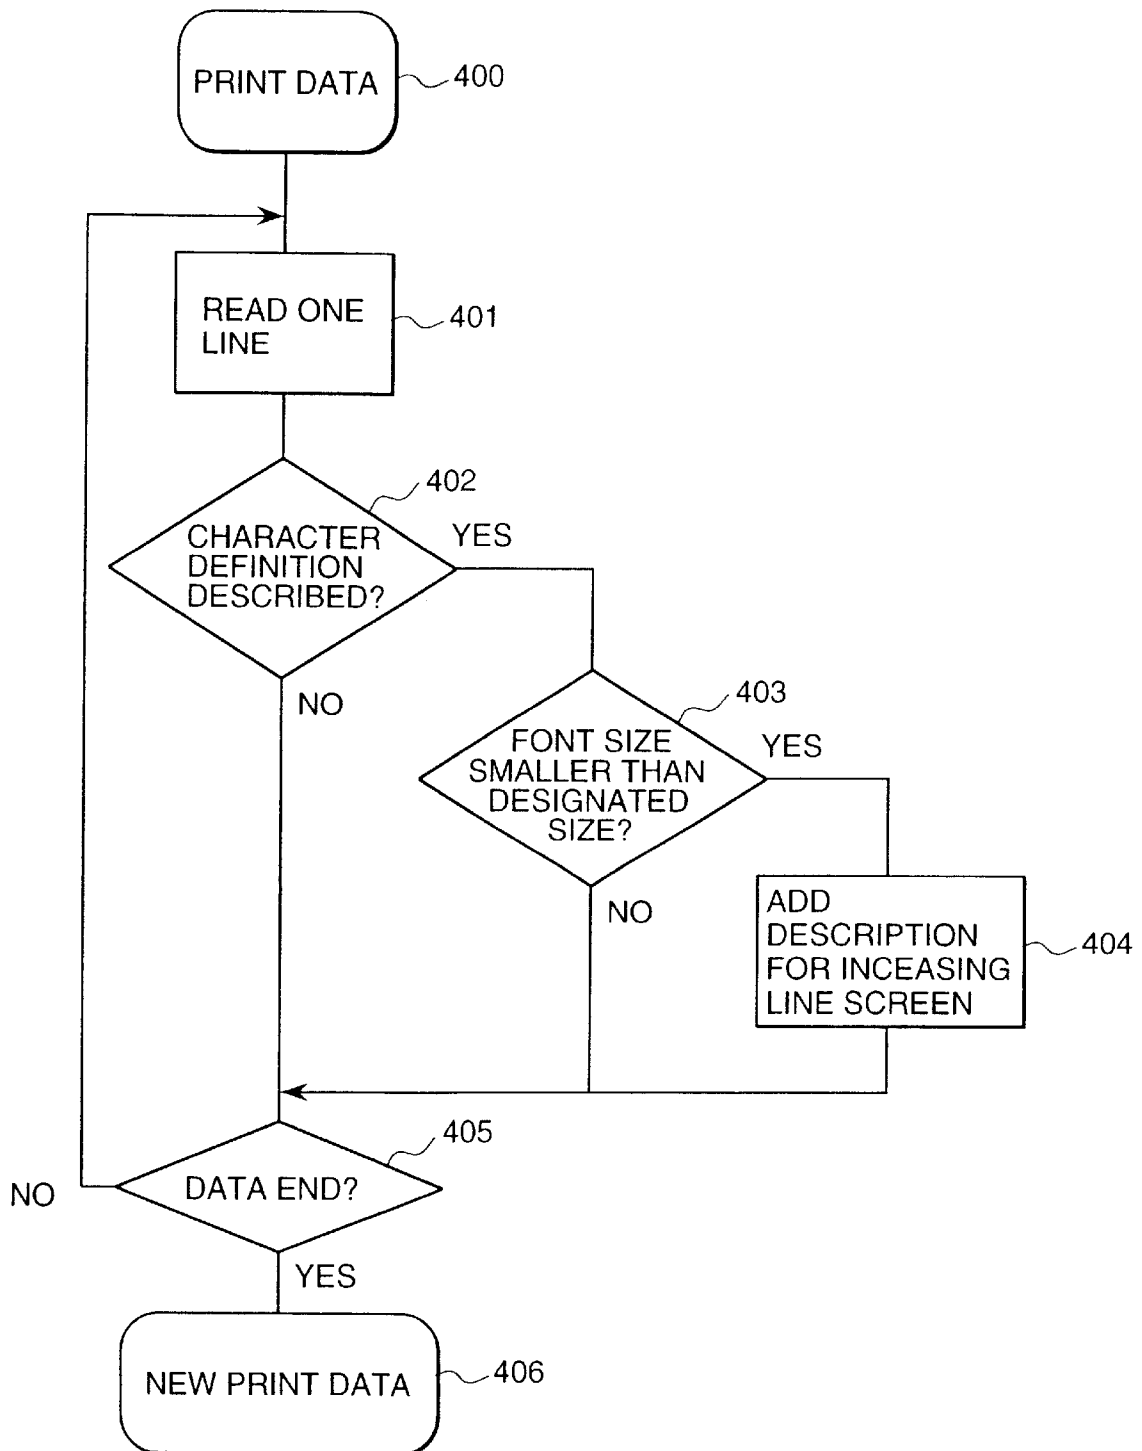 PRINT DATA
400
READ ONE
LINE
401
402
CHARACTER
DEFINITION
DESCRIBED?
YES
NO
403
FONT SIZE
SMALLER THAN
DESIGNATED
SIZE?
YES
NO
ADD
DESCRIPTION
FOR INCEASING
LINE SCREEN
404
405
DATA END?
NO
YES
NEW PRINT DATA
406